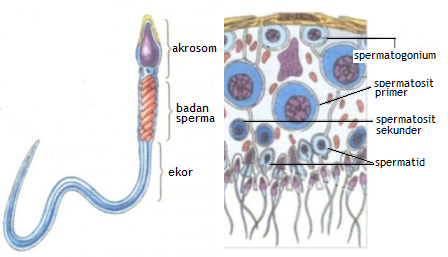 akrosom
badan
sperma
ekor
spermatogonium
spermatosit
primer
spermatosit
sekunder
spermatid